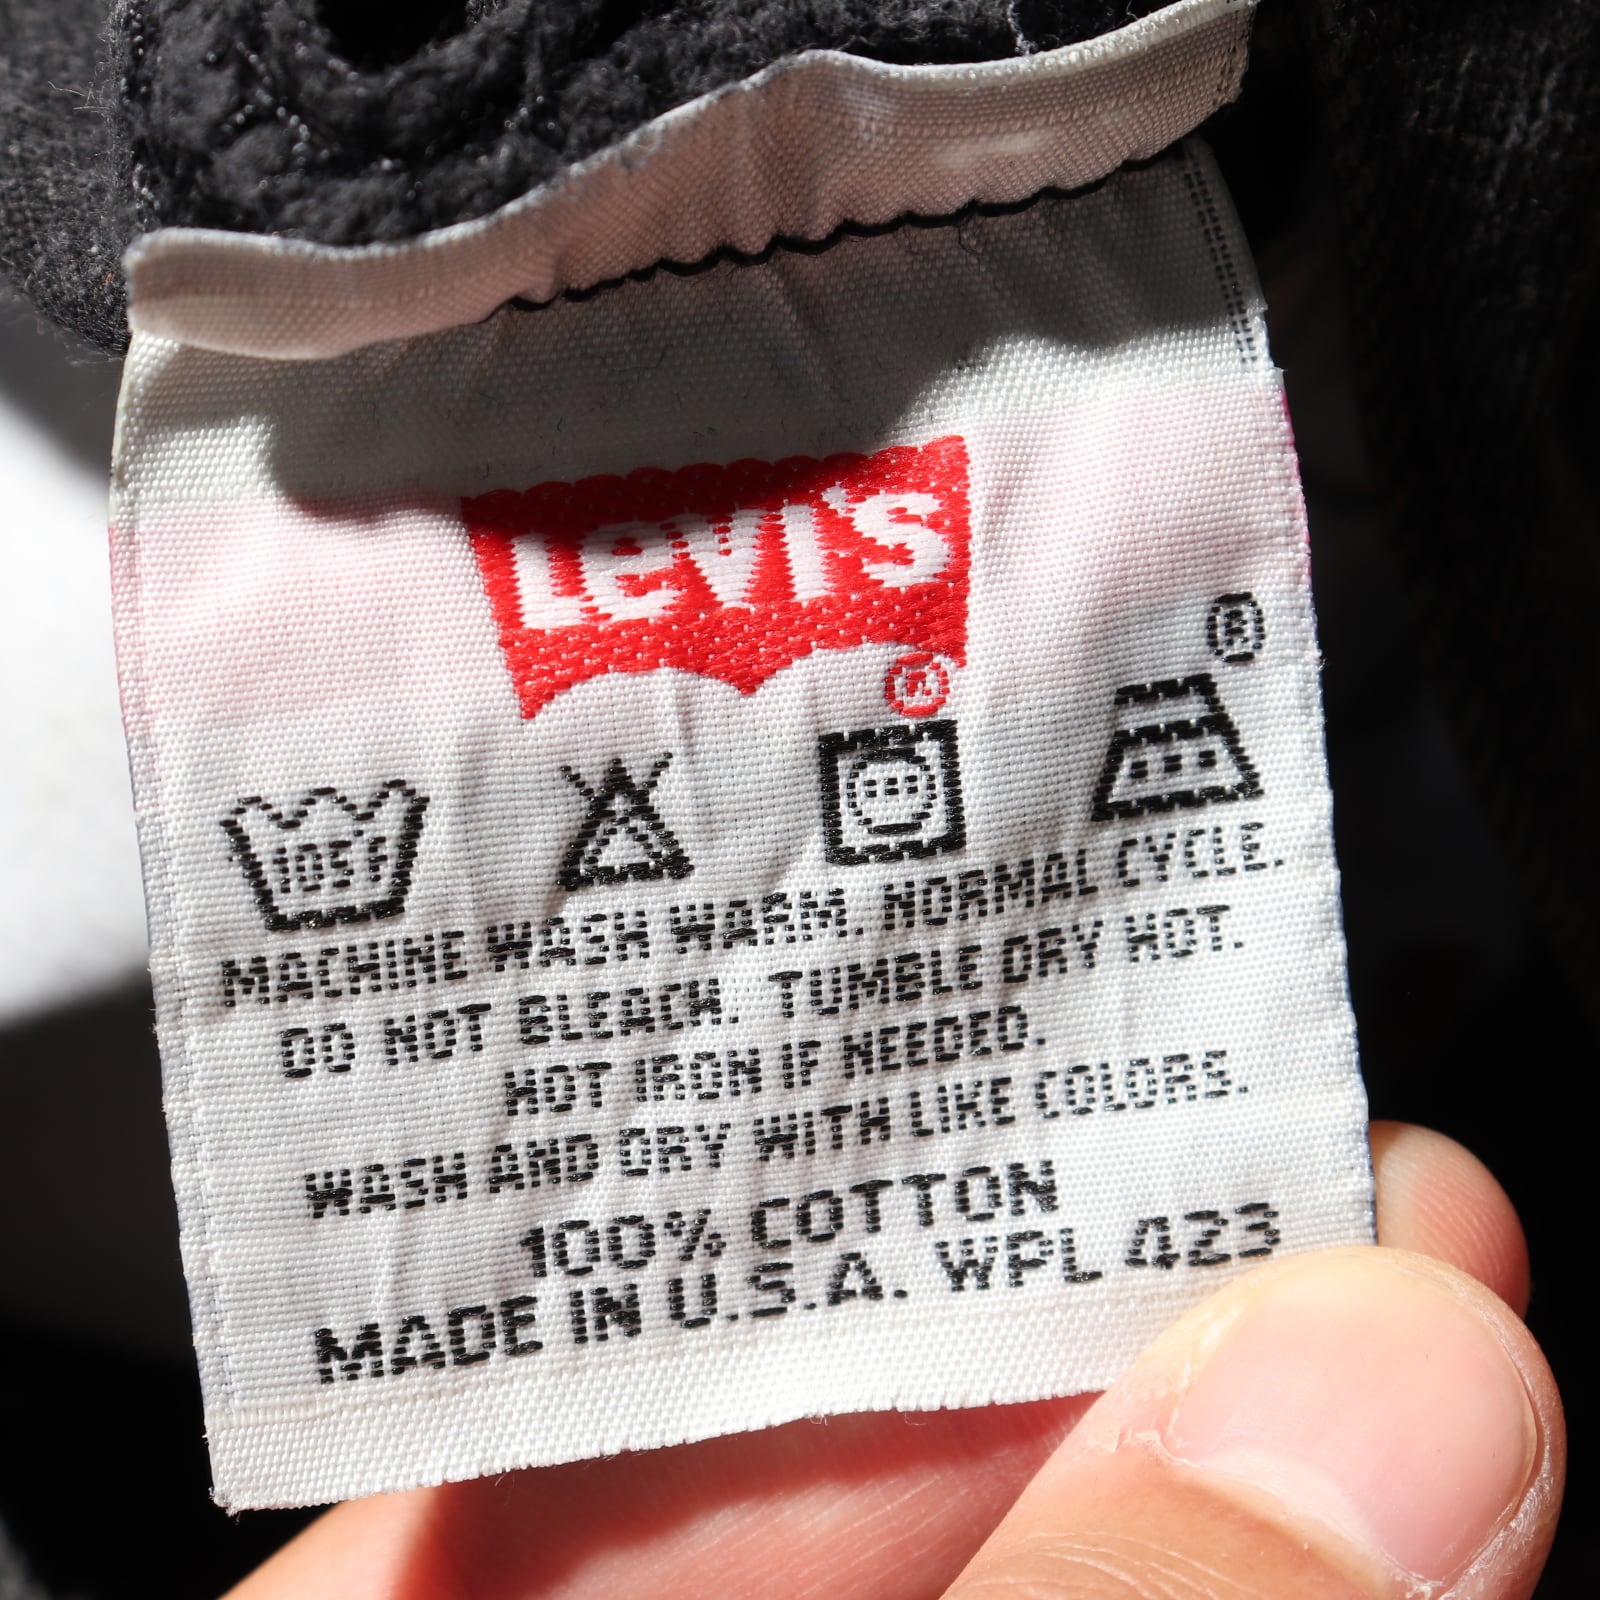 LEVI'S ®
®
105F
MACHINE WASH WARM. NORMAL CYCLE.
DO NOT BLEACH. TUMBLE DRY HOT.
HOT IRON IF NEEDED.
WASH AND DRY WITH LIKE COLORS.
100% COTTON
MADE IN U.S.A. WPL 423